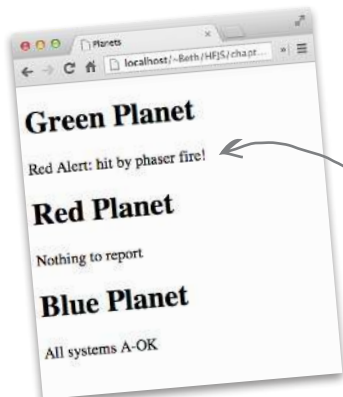 Planets
localhost/~Beth/HFJS/chapt...
Green Planet
Red Alert: hit by phaser fire!
Red Planet
Nothing to report
Blue Planet
All systems A-OK